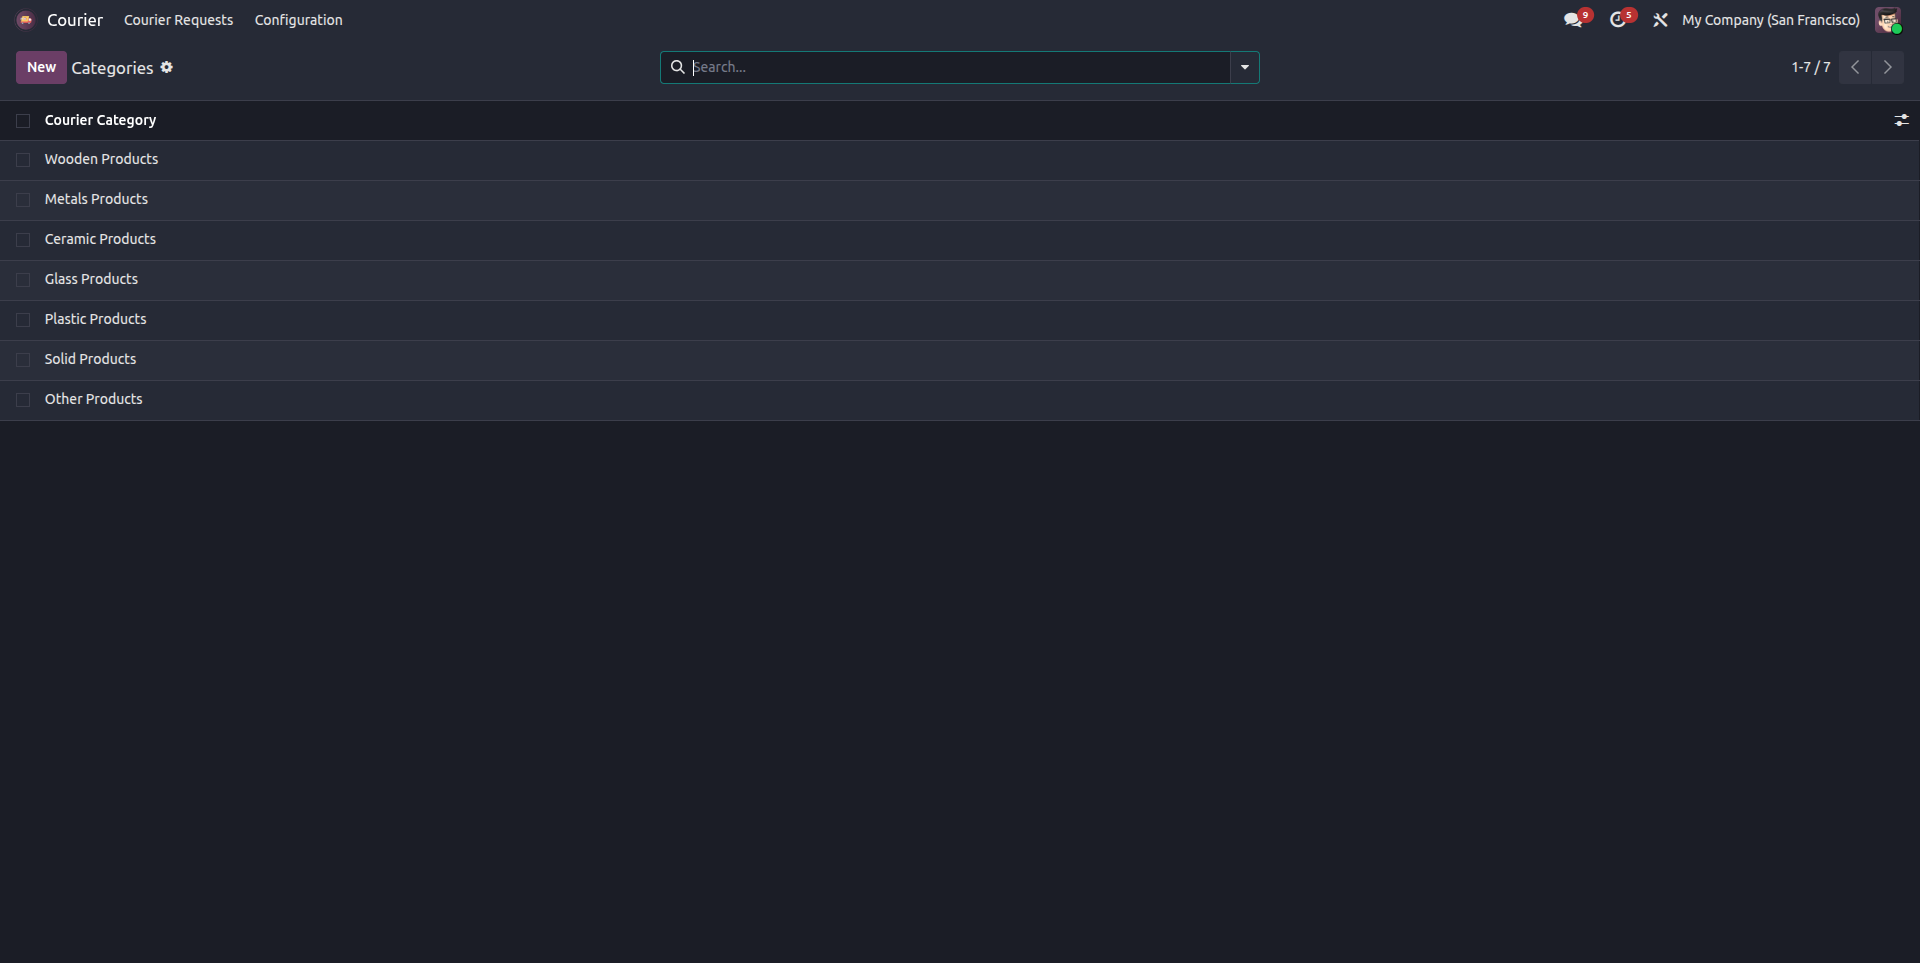 Courier Courier Requests Configuration 9 5 My Company (San Francisco)
New Categories Search... 1-7 / 7
Courier Category
Wooden Products
Metals Products
Ceramic Products
Glass Products
Plastic Products
Solid Products
Other Products